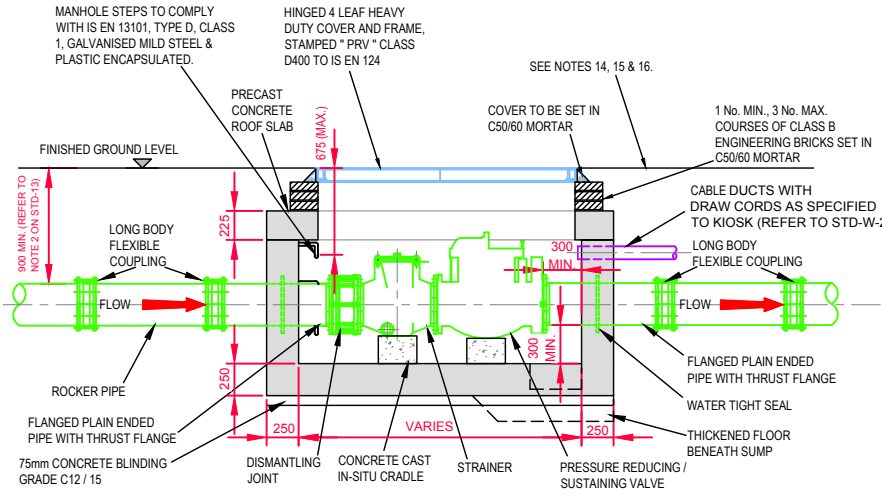 MANHOLE STEPS TO COMPLY
WITH IS EN 13101, TYPE D, CLASS
1, GALVANISED MILD STEEL &
PLASTIC ENCAPSULATED.
HINGED 4 LEAF HEAVY
DUTY COVER AND FRAME,
STAMPED " PRV " CLASS
D400 TO IS EN 124
SEE NOTES 14, 15 & 16.
PRECAST
CONCRETE
ROOF SLAB
675 (MAX.)
COVER TO BE SET IN
C50/60 MORTAR
1 No. MIN., 3 No. MAX.
COURSES OF CLASS B
ENGINEERING BRICKS SET IN
C50/60 MORTAR
FINISHED GROUND LEVEL
900 MIN. (REFER TO
NOTE 2 ON STD-13)
225
CABLE DUCTS WITH
DRAW CORDS AS SPECIFIED
TO KIOSK (REFER TO STD-W-2
LONG BODY
FLEXIBLE
COUPLING
300
MIN.
LONG BODY
FLEXIBLE COUPLING
FLOW
FLOW
300
MIN.
250
ROCKER PIPE
FLANGED PLAIN ENDED
PIPE WITH THRUST FLANGE
WATER TIGHT SEAL
FLANGED PLAIN ENDED
PIPE WITH THRUST FLANGE
250
VARIES
250
THICKENED FLOOR
BENEATH SUMP
75mm CONCRETE BLINDING
GRADE C12 / 15
DISMANTLING
JOINT
CONCRETE CAST
IN-SITU CRADLE
STRAINER
PRESSURE REDUCING /
SUSTAINING VALVE